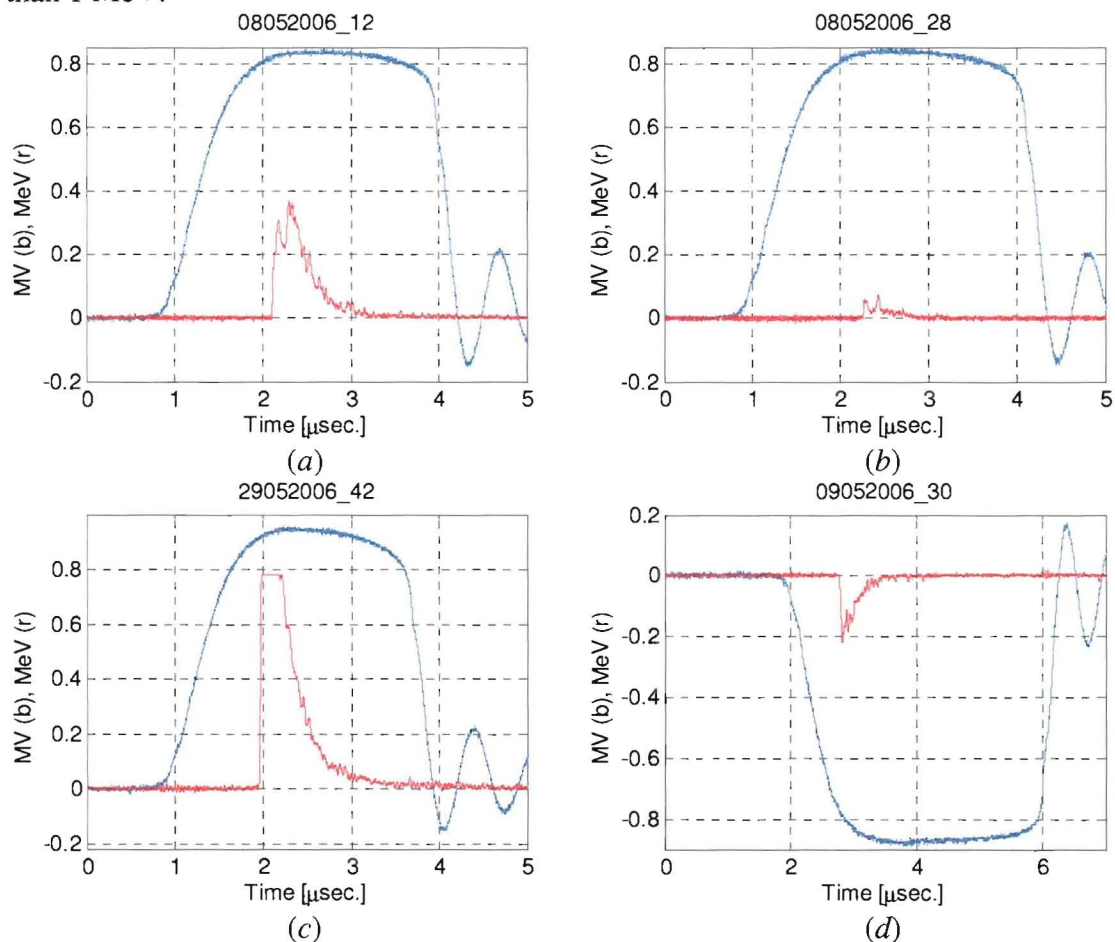 than 1 MeV.
08052006_12
08052006_28
0.8
0.6
0.4
0.2
0
-0.2
MV (b), MeV (r)
0 1 2 3 4 5
Time [μsec.]
(a)
0.8
0.6
0.4
0.2
0
-0.2
MV (b), MeV (r)
0 1 2 3 4 5
Time [μsec.]
(b)
29052006_42
09052006_30
0.8
0.6
0.4
0.2
0
-0.2
MV (b), MeV (r)
0 1 2 3 4 5
Time [μsec.]
(c)
0.2
0
-0.2
-0.4
-0.6
-0.8
MV (b), MeV (r)
0 2 4 6
Time [μsec.]
(d)